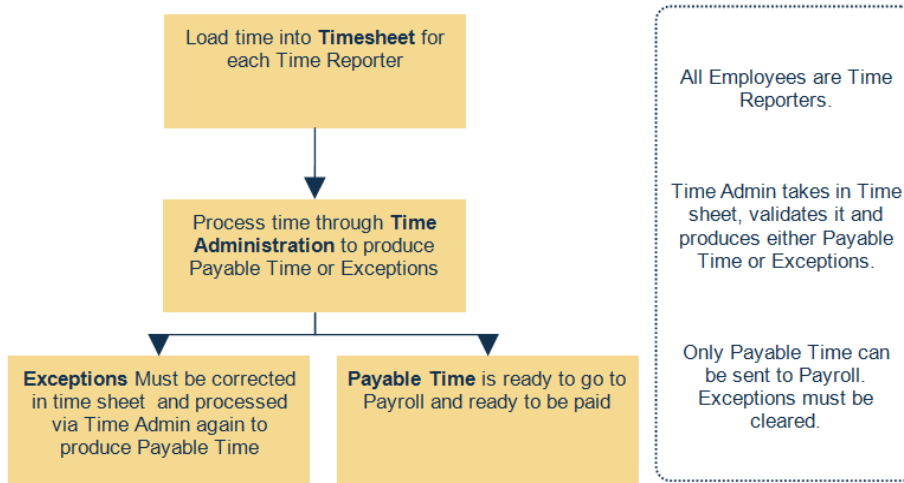 Load time into Timesheet for
each Time Reporter
Process time through Time
Administration to produce
Payable Time or Exceptions
Exceptions Must be corrected
in time sheet and processed
via Time Admin again to
produce Payable Time
Payable Time is ready to go to
Payroll and ready to be paid
All Employees are Time
Reporters.
Time Admin takes in Time
sheet, validates it and
produces either Payable
Time or Exceptions.
Only Payable Time can
be sent to Payroll.
Exceptions must be
cleared.